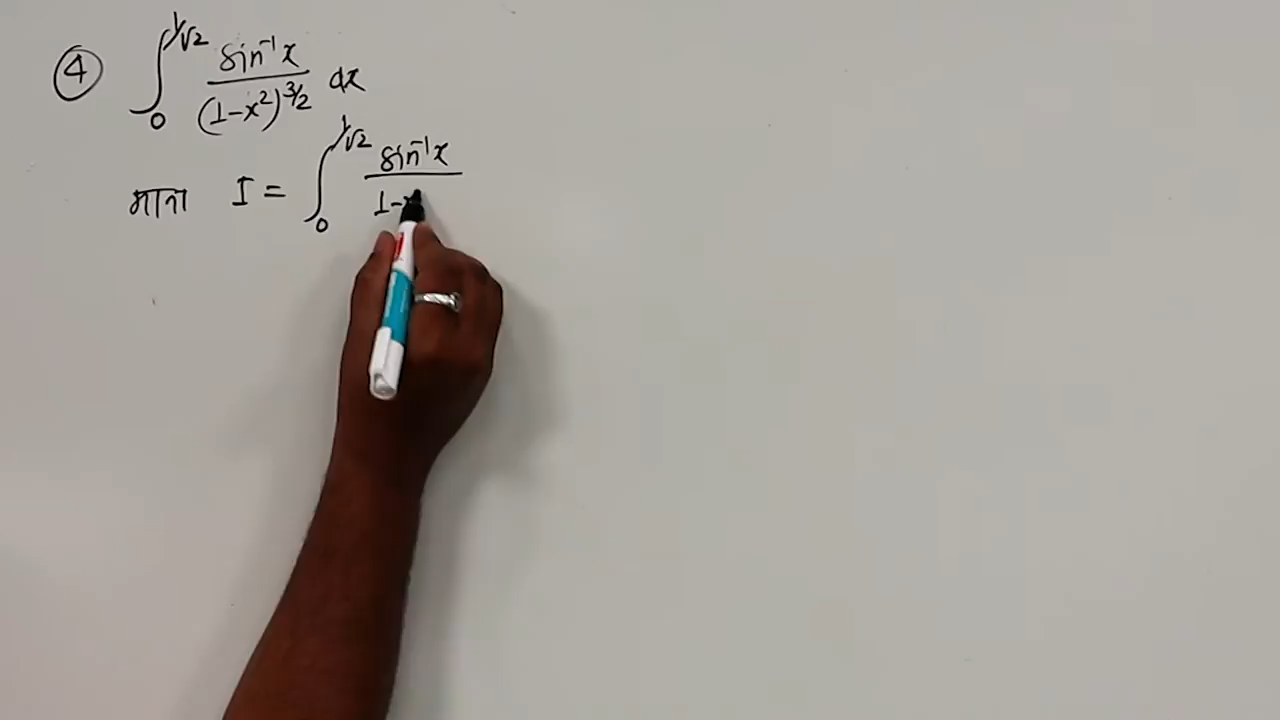 ④ ∫₀^{1/√2} sin⁻¹x / (1-x²)^{3/2} dx
माना I = ∫₀^{1/√2} sin⁻¹x / 1-x